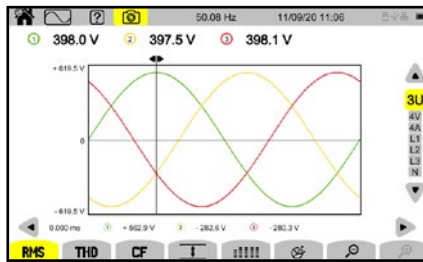 50.08 Hz 11/09/20 11:06
1 398.0 V 2 397.5 V 3 398.1 V
+619.5 V
0
-619.5 V
3U
4V
4A
L1
L2
L3
N
0.000 ms 1 +562.9 V 2 -282.6 V 3 -280.3 V
RMS THD CF